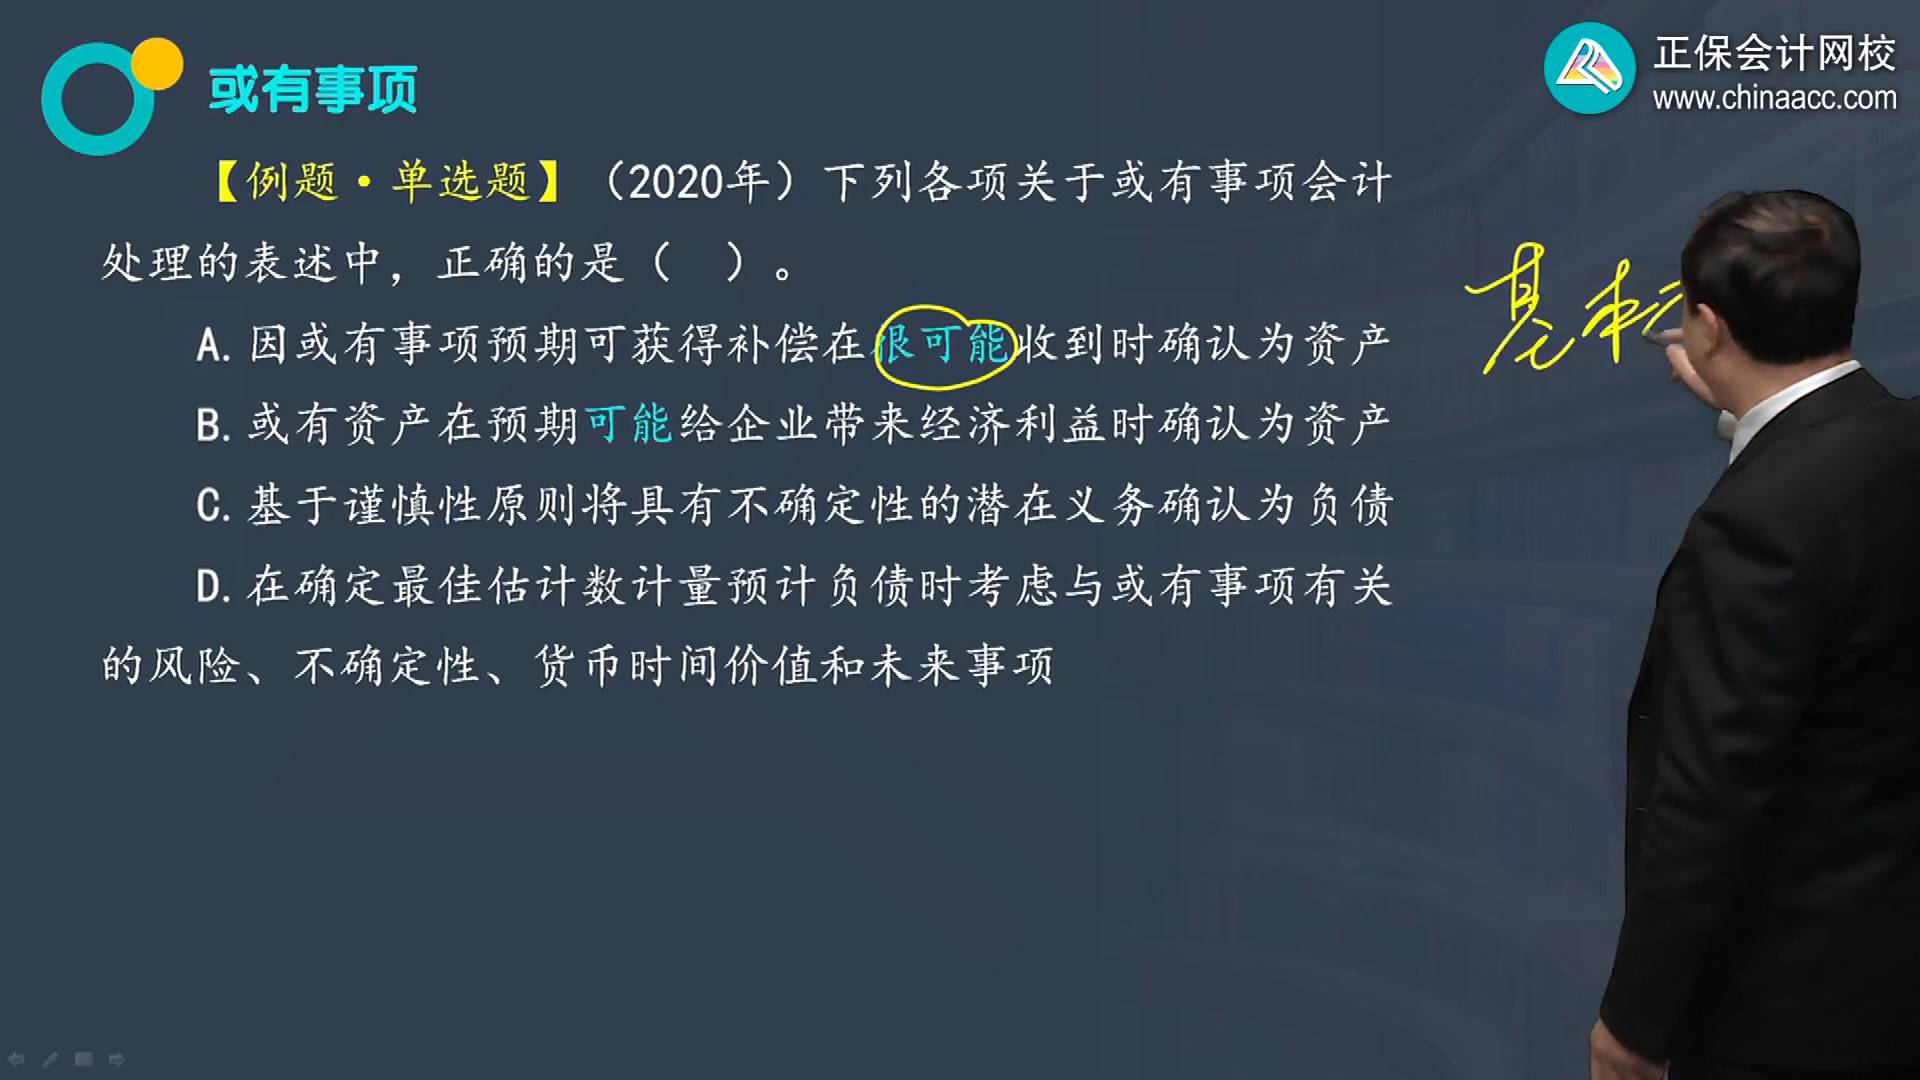 或有事项
正保会计网校
www.chinaacc.com
【例题·单选题】（2020年）下列各项关于或有事项会计
处理的表述中，正确的是（ ）。
A. 因或有事项预期可获得补偿在很可能收到时确认为资产
B. 或有资产在预期可能给企业带来经济利益时确认为资产
C. 基于谨慎性原则将具有不确定性的潜在义务确认为负债
D. 在确定最佳估计数计量预计负债时考虑与或有事项有关
的风险、不确定性、货币时间价值和未来事项
基本